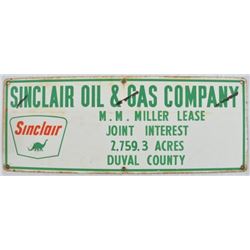 SINCLAIR OIL & GAS COMPANY
M. M. MILLER LEASE
JOINT INTEREST
2,759.3 ACRES
DUVAL COUNTY
Sinclair